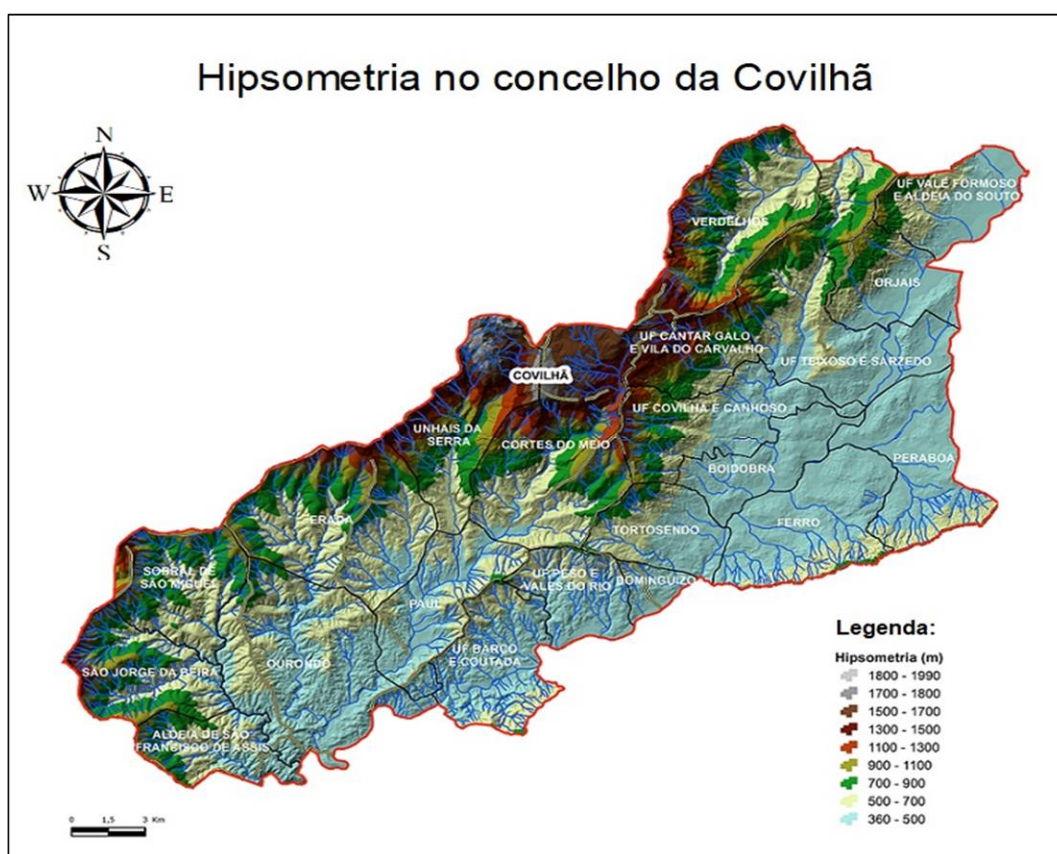 Hipsometria no concelho da Covilhã
N
W E
S
UF VALE FORMOSO
E ALDEIA DO SOUTO
VERDELHOS
ORJAIS
UF CANTAR GALO
E VILA DO CARVALHO
UF TEIXOSO E SARZEDO
COVILHÃ
UNHAIS DA
SERRA
CORTES DO MEIO
UF COVILHÃ E CANHOSO
BOIDOBRA
PERABOA
ERADA
TORTOSENDO
FERRO
SOBRAL DE
SÃO MIGUEL
UF PESO E
VALES DO RIO
DOMINGUIZO
PAUL
OURONDO
UF BARCO
E COUTADA
SÃO JORGE DA BEIRA
ALDEIA DE SÃO
FRANCISCO DE ASSIS
Legenda:
Hipsometria (m)
1800 - 1990
1700 - 1800
1500 - 1700
1300 - 1500
1100 - 1300
900 - 1100
700 - 900
500 - 700
360 - 500
0 1,5 3 Km